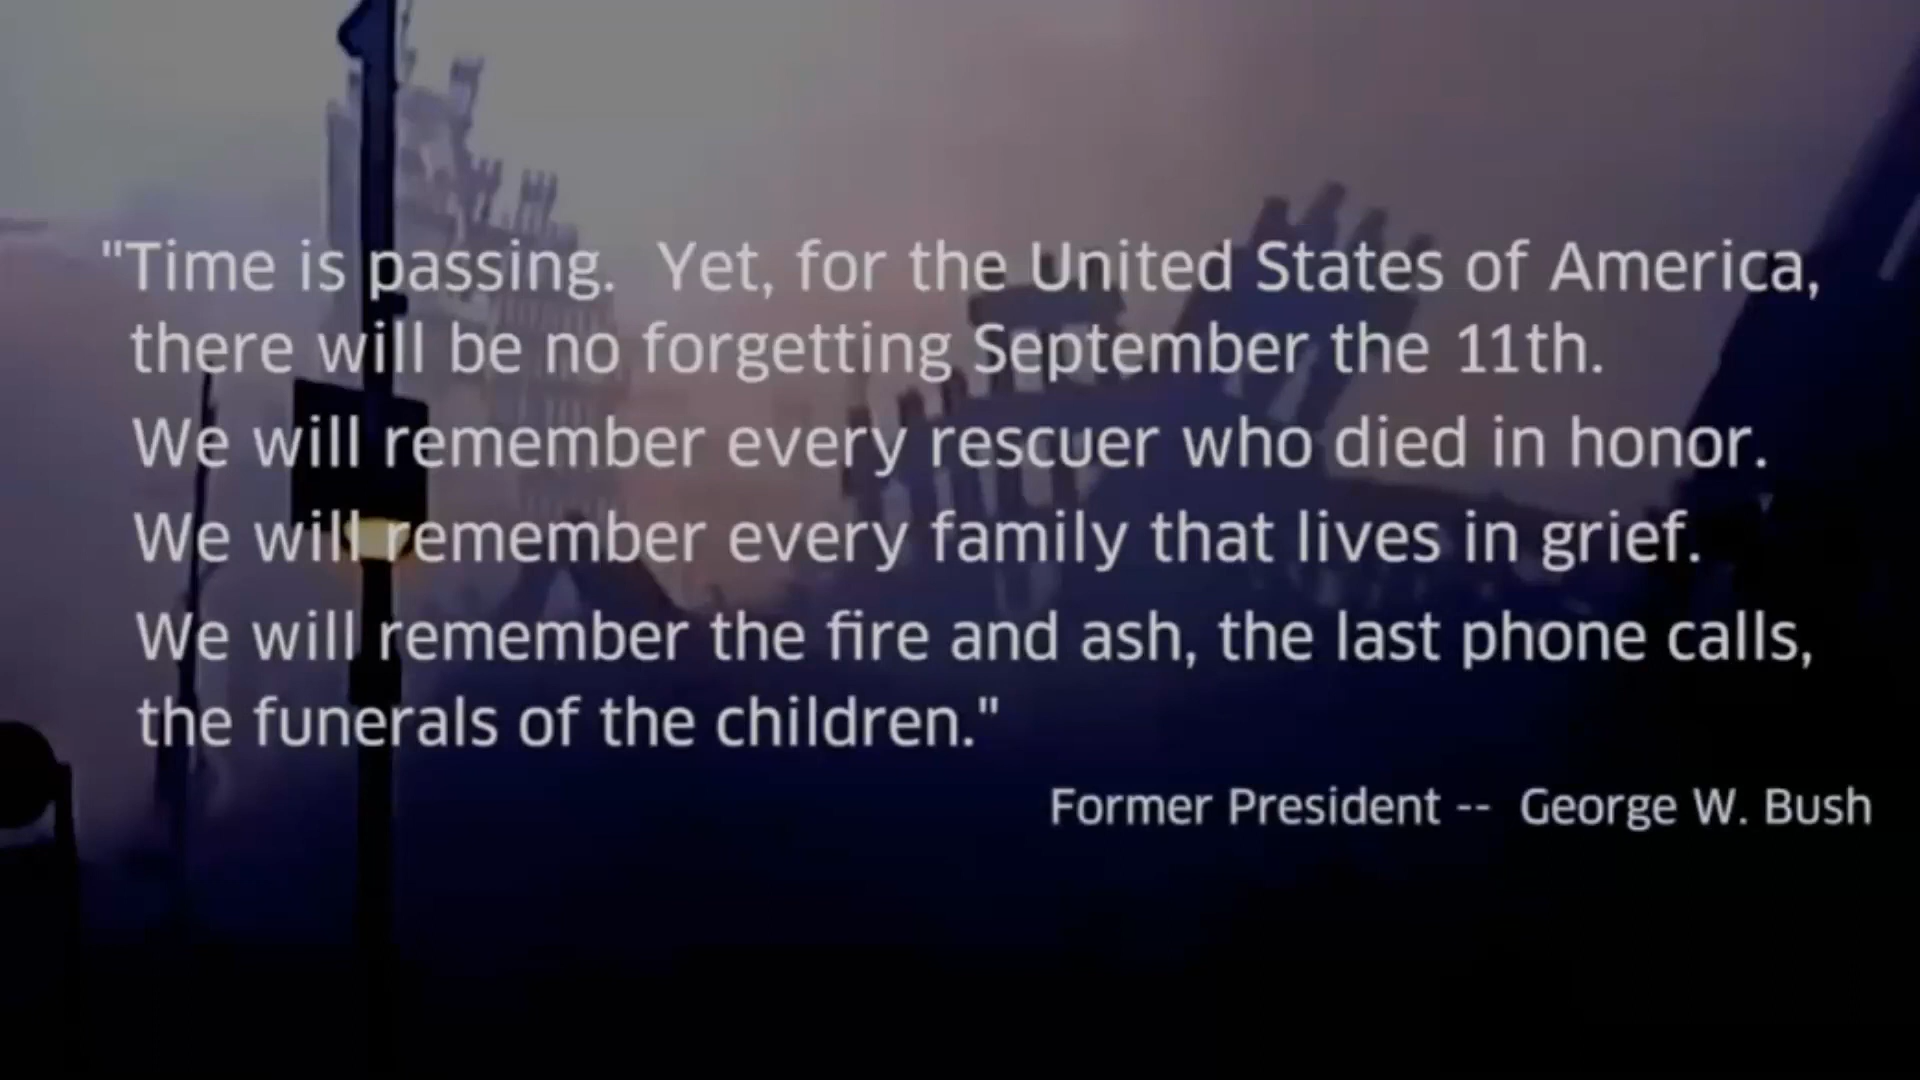 "Time is passing.  Yet, for the United States of America,
there will be no forgetting September the 11th.
We will remember every rescuer who died in honor.
We will remember every family that lives in grief.
We will remember the fire and ash, the last phone calls,
the funerals of the children."
Former President --  George W. Bush